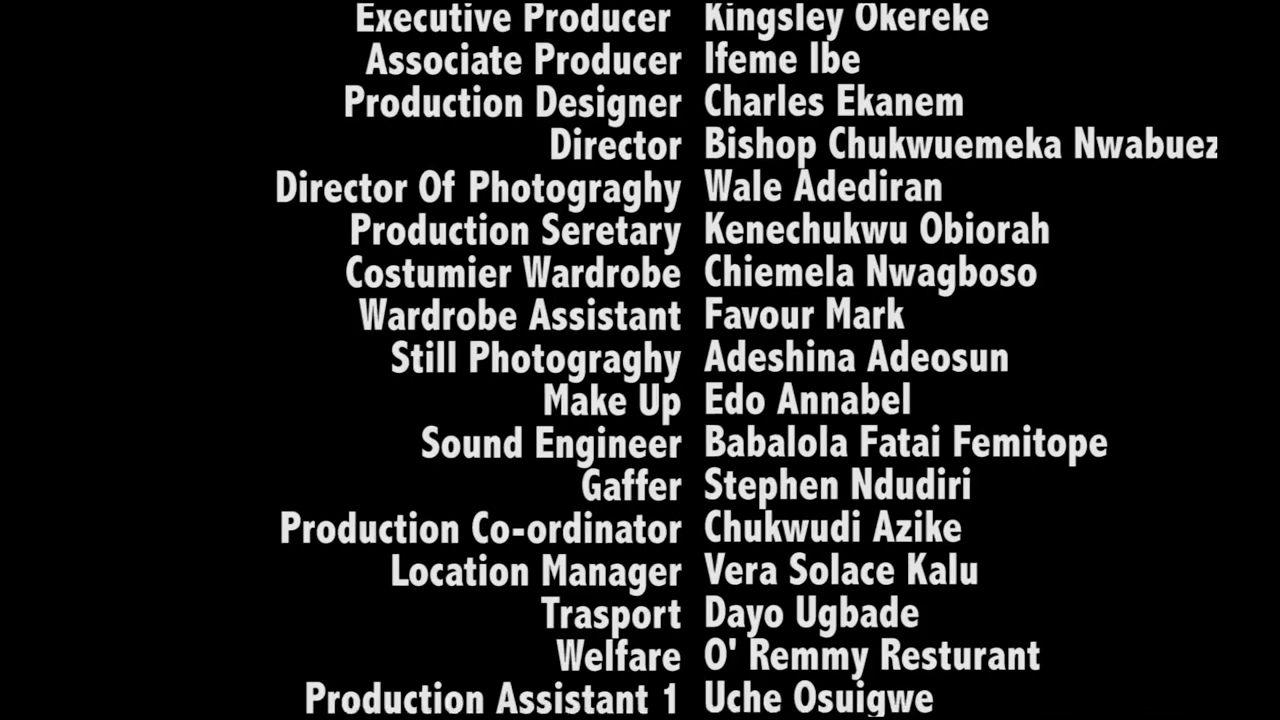 Executive Producer Kingsley Okereke
Associate Producer Ifeme Ibe
Production Designer Charles Ekanem
Director Bishop Chukwuemeka Nwabuez
Director Of Photograghy Wale Adediran
Production Seretary Kenechukwu Obiorah
Costumier Wardrobe Chiemela Nwagboso
Wardrobe Assistant Favour Mark
Still Photograghy Adeshina Adeosun
Make Up Edo Annabel
Sound Engineer Babalola Fatai Femitope
Gaffer Stephen Ndudiri
Production Co-ordinator Chukwudi Azike
Location Manager Vera Solace Kalu
Trasport Dayo Ugbade
Welfare O' Remmy Resturant
Production Assistant 1 Uche Osuigwe